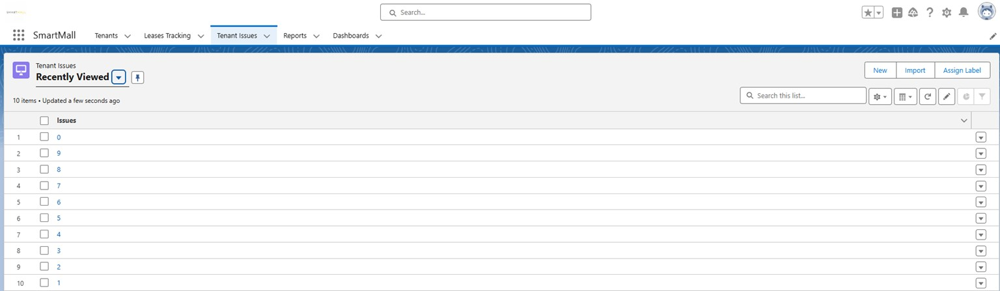 SMARTMALL
Search...
SmartMall Tenants Leases Tracking Tenant Issues Reports Dashboards
Tenant Issues
Recently Viewed
New Import Assign Label
10 items • Updated a few seconds ago
Search this list...
Issues
1 0
2 9
3 8
4 7
5 6
6 5
7 4
8 3
9 2
10 1